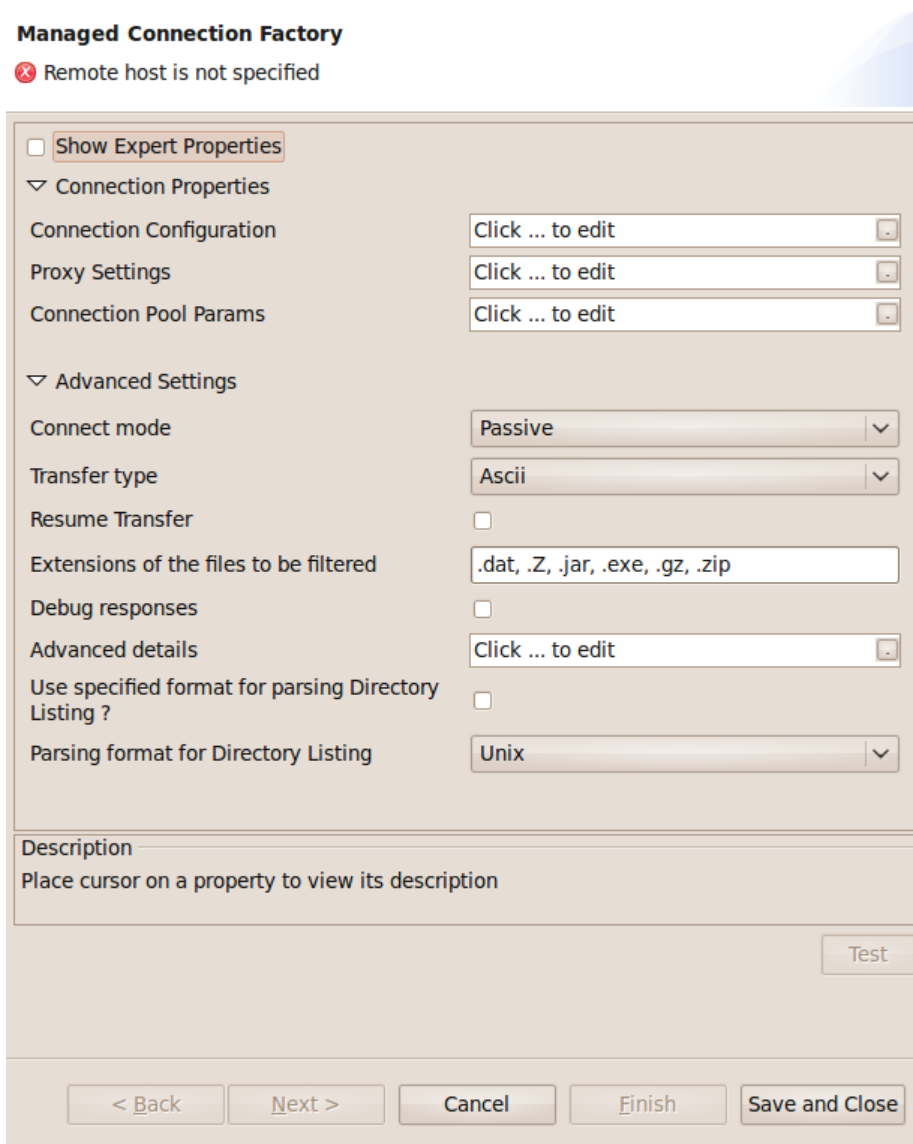 Managed Connection Factory
Remote host is not specified
Show Expert Properties
Connection Properties
Connection Configuration Click ... to edit .
Proxy Settings Click ... to edit .
Connection Pool Params Click ... to edit .
Advanced Settings
Connect mode Passive
Transfer type Ascii
Resume Transfer
Extensions of the files to be filtered .dat, .Z, .jar, .exe, .gz, .zip
Debug responses
Advanced details Click ... to edit .
Use specified format for parsing Directory
Listing ?
Parsing format for Directory Listing Unix
Description
Place cursor on a property to view its description
Test
< Back Next > Cancel Finish Save and Close